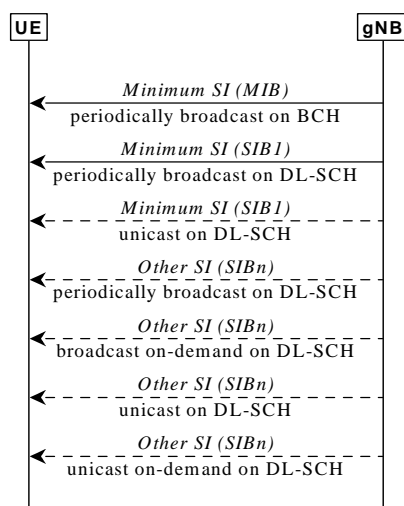 UE
gNB
Minimum SI (MIB)
periodically broadcast on BCH
Minimum SI (SIB1)
periodically broadcast on DL-SCH
Minimum SI (SIB1)
unicast on DL-SCH
Other SI (SIBn)
periodically broadcast on DL-SCH
Other SI (SIBn)
broadcast on-demand on DL-SCH
Other SI (SIBn)
unicast on DL-SCH
Other SI (SIBn)
unicast on-demand on DL-SCH